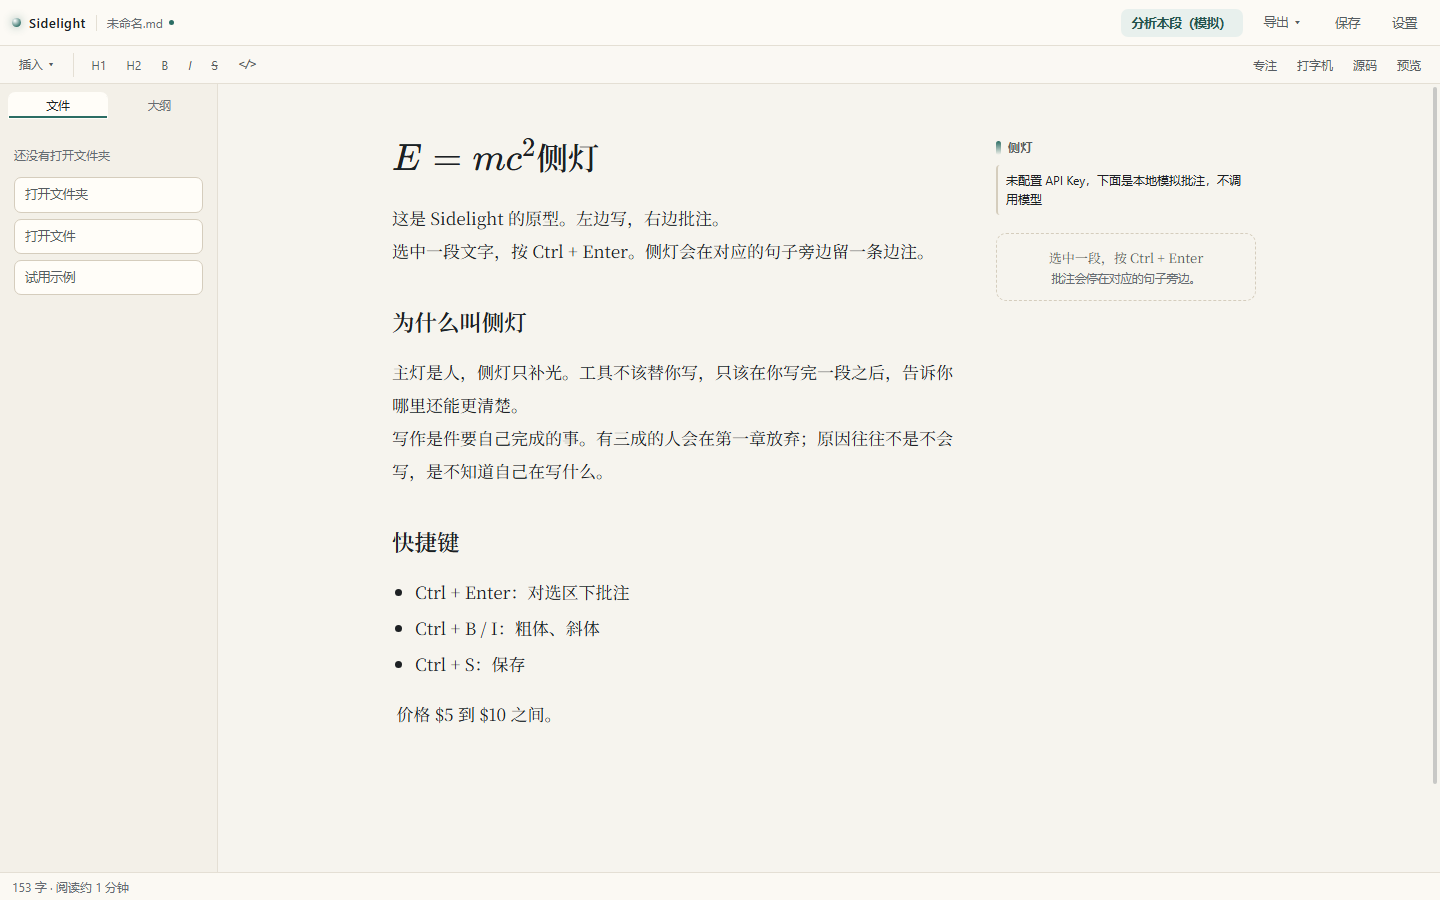 Sidelight 未命名.md
分析本段（模拟） 导出 保存 设置
插入 H1 H2 B I S </> 专注 打字机 源码 预览
文件 大纲
还没有打开文件夹
打开文件夹
打开文件
试用示例
E = mc²侧灯
这是 Sidelight 的原型。左边写，右边批注。
选中一段文字，按 Ctrl + Enter。侧灯会在对应的句子旁边留一条边注。
为什么叫侧灯
主灯是人，侧灯只补光。工具不该替你写，只该在你写完一段之后，告诉你
哪里还能更清楚。
写作是件要自己完成的事。有三成的人会在第一章放弃；原因往往不是不会
写，是不知道自己在写什么。
快捷键
Ctrl + Enter：对选区下批注
Ctrl + B / I：粗体、斜体
Ctrl + S：保存
价格 $5 到 $10 之间。
侧灯
未配置 API Key，下面是本地模拟批注，不调
用模型
选中一段，按 Ctrl + Enter
批注会停在对应的句子旁边。
153 字 · 阅读约 1 分钟